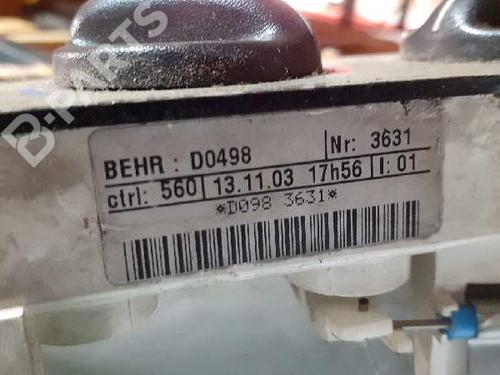 B-PARTS
BEHR : D0498 Nr: 3631
ctrl: 560 13.11.03 17h56 I: 01
*D098 3631*